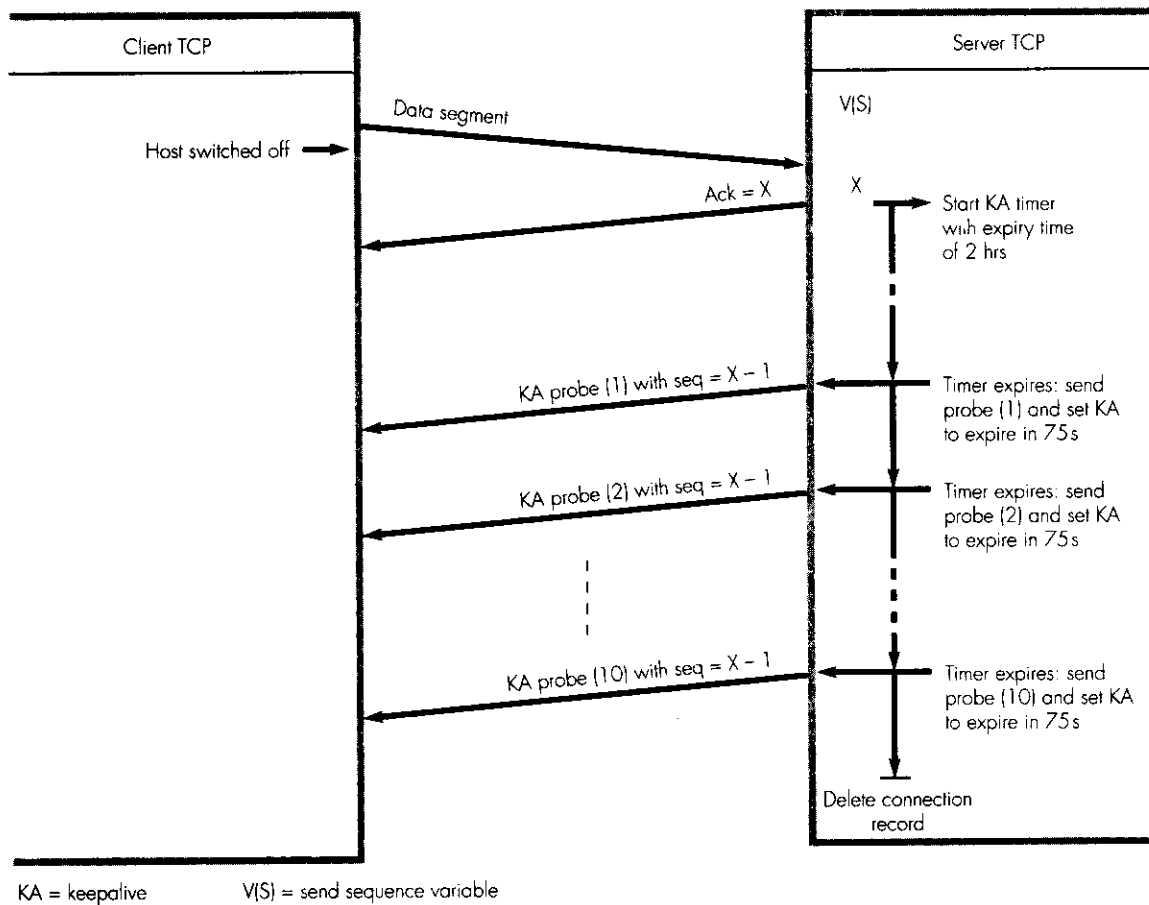 Client TCP
Server TCP
V(S)
Data segment
Host switched off
Ack = X
X
Start KA timer
with expiry time
of 2 hrs
KA probe (1) with seq = X – 1
Timer expires: send
probe (1) and set KA
to expire in 75s
KA probe (2) with seq = X – 1
Timer expires: send
probe (2) and set KA
to expire in 75s
KA probe (10) with seq = X – 1
Timer expires: send
probe (10) and set KA
to expire in 75s
Delete connection
record
KA = keepalive
V(S) = send sequence variable